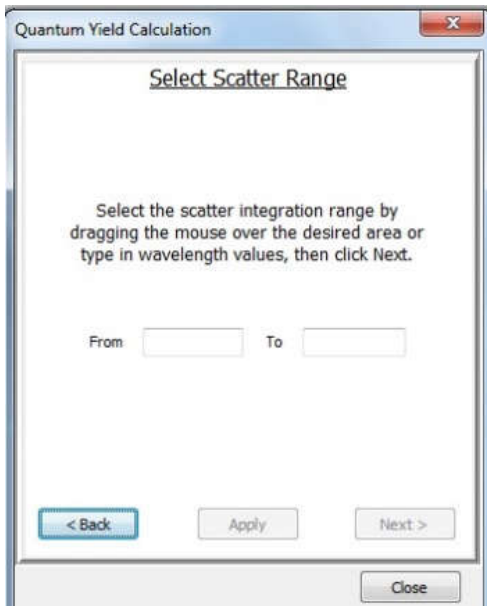 Quantum Yield Calculation
Select Scatter Range
Select the scatter integration range by
dragging the mouse over the desired area or
type in wavelength values, then click Next.
From To
< Back Apply Next >
Close